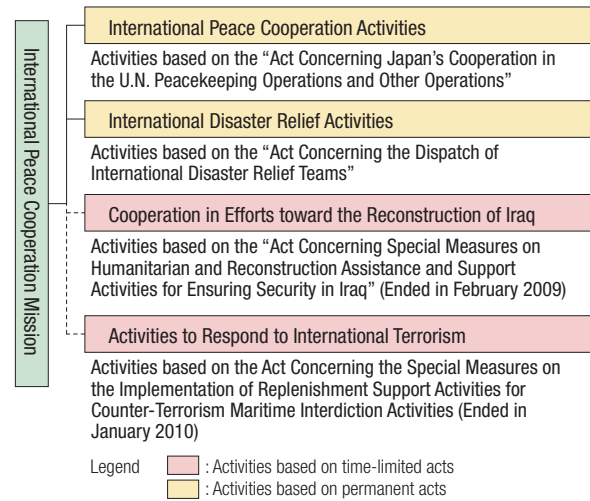 International Peace Cooperation Mission
International Peace Cooperation Activities
Activities based on the “Act Concerning Japan’s Cooperation in
the U.N. Peacekeeping Operations and Other Operations”
International Disaster Relief Activities
Activities based on the “Act Concerning the Dispatch of
International Disaster Relief Teams”
Cooperation in Efforts toward the Reconstruction of Iraq
Activities based on the “Act Concerning Special Measures on
Humanitarian and Reconstruction Assistance and Support
Activities for Ensuring Security in Iraq” (Ended in February 2009)
Activities to Respond to International Terrorism
Activities based on the Act Concerning the Special Measures on
the Implementation of Replenishment Support Activities for
Counter-Terrorism Maritime Interdiction Activities (Ended in
January 2010)
Legend : Activities based on time-limited acts
: Activities based on permanent acts